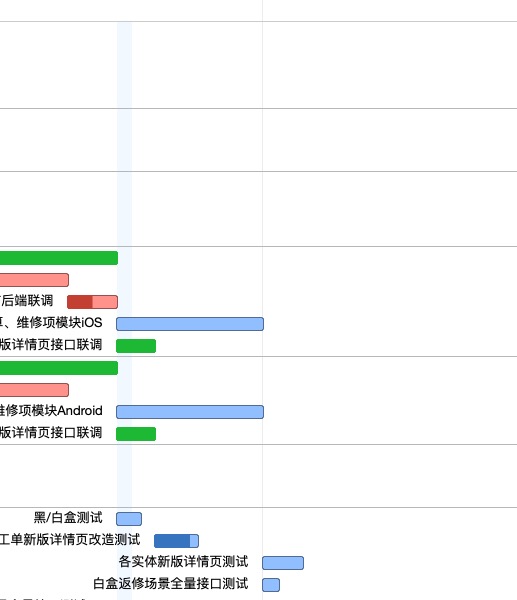 后端联调
、维修项模块iOS
版详情页接口联调
维修项模块Android
版详情页接口联调
黑/白盒测试
工单新版详情页改造测试
各实体新版详情页测试
白盒返修场景全量接口测试